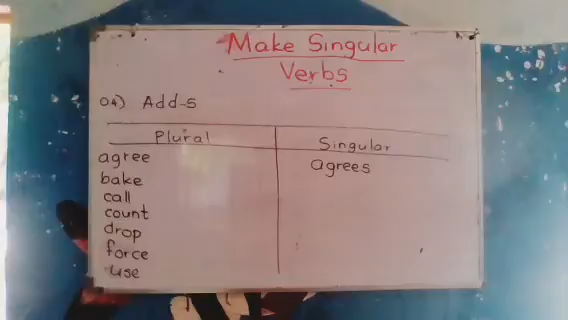 Make Singular
Verbs
04) Add-s
Plural Singular
agree agrees
bake
call
count
drop
force
use